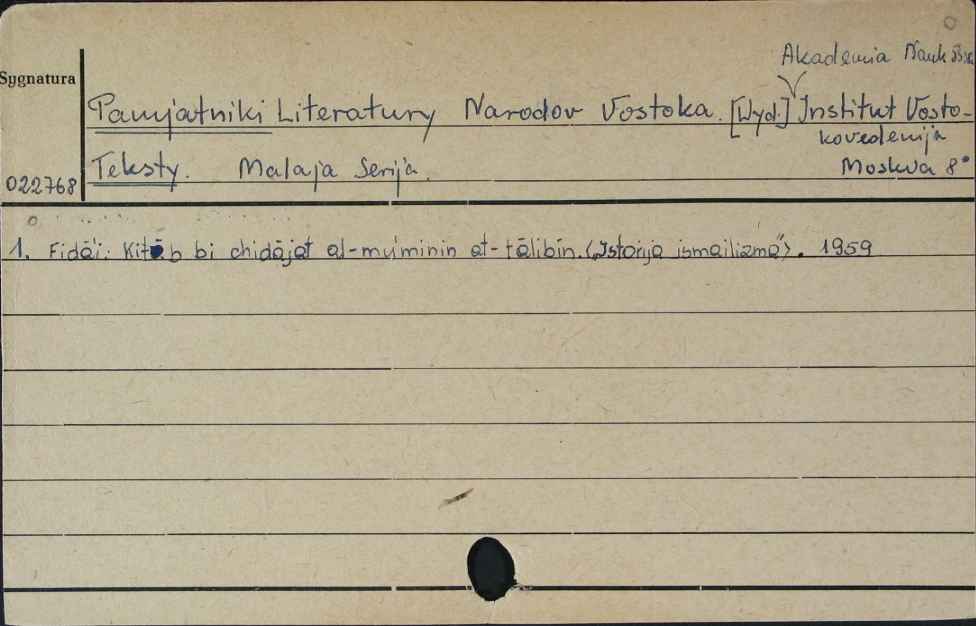 Akademia Nauk
Sygnatura
Pamjatniki Literatury Narodov Vostoka. [Wyd.] Institut Vosto-
kovedenija
Teksty. Malaja Serija. Moskva 8°
022768
1. Fidāi: Kitāb bi chidājat al-mu'minin at-tālibīn. („Istorija ismailizma"). 1959